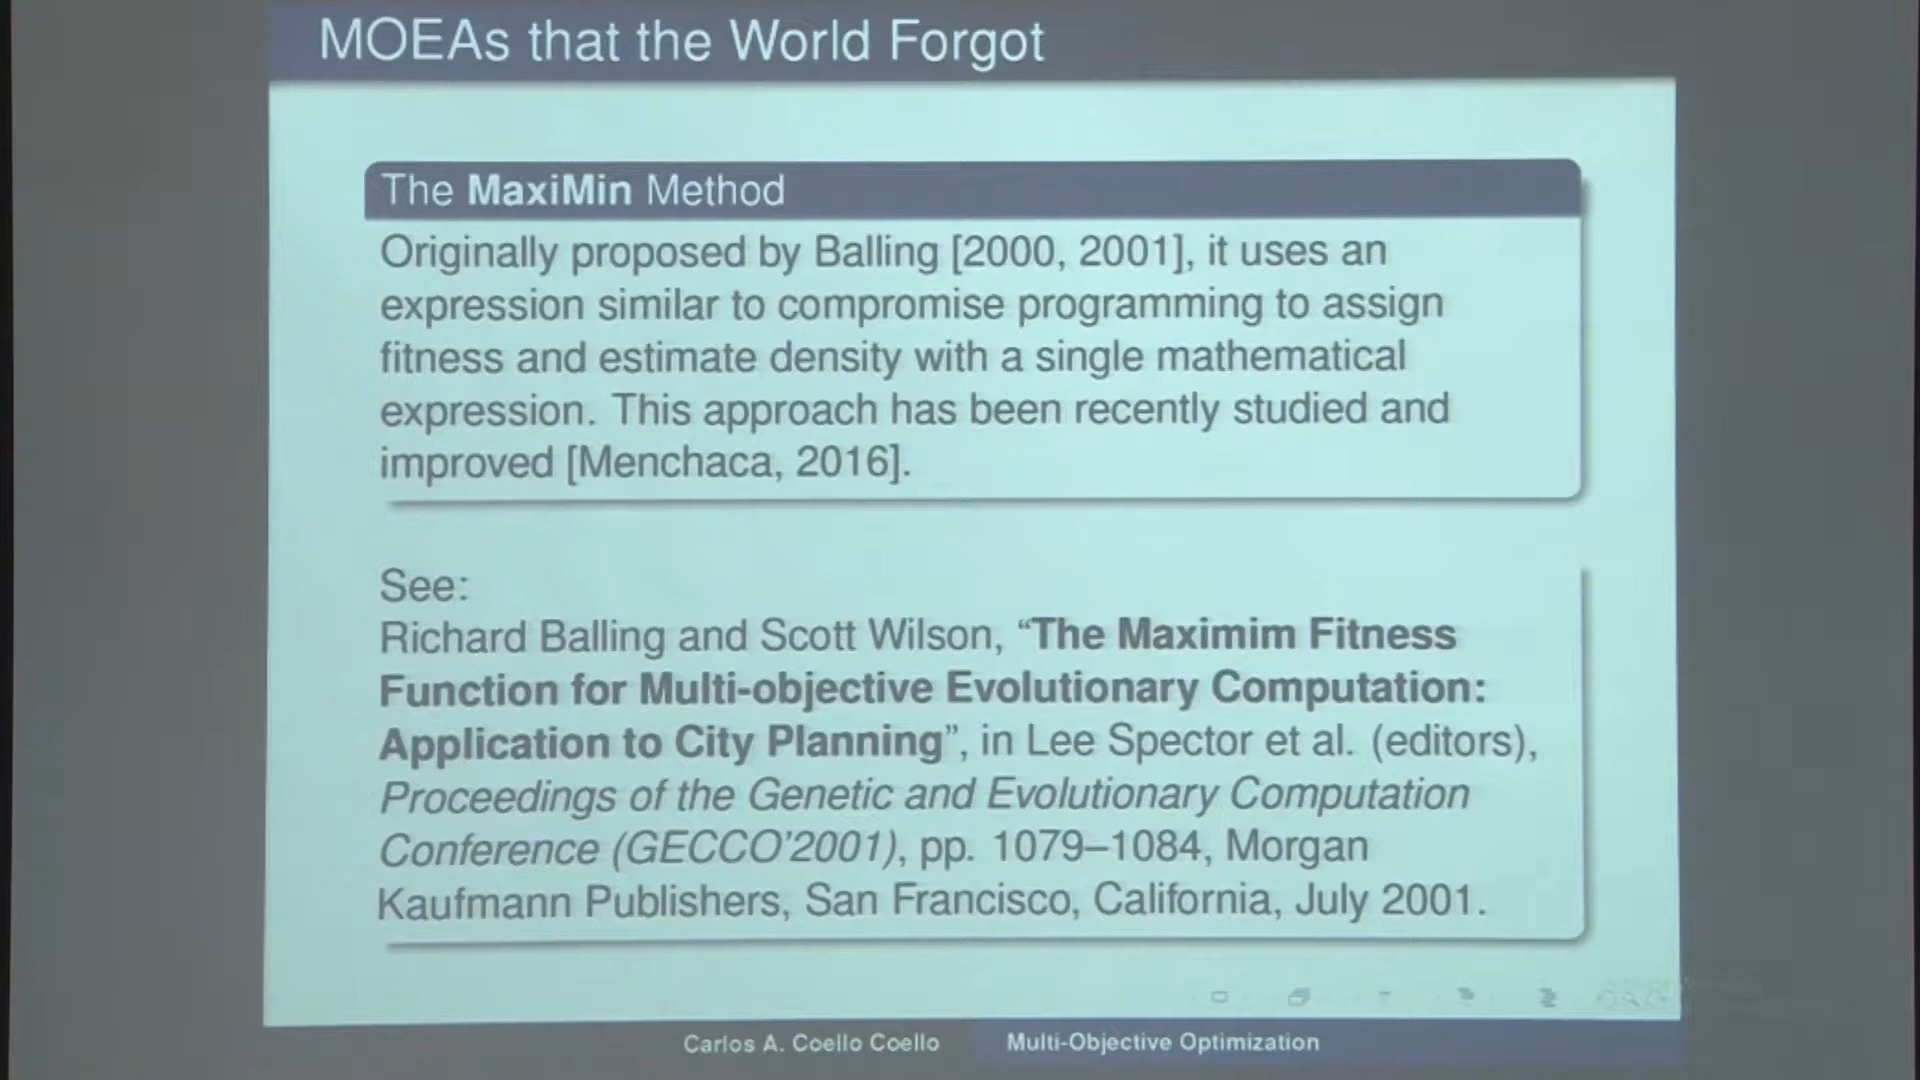 MOEAs that the World Forgot
The MaxiMin Method
Originally proposed by Balling [2000, 2001], it uses an
expression similar to compromise programming to assign
fitness and estimate density with a single mathematical
expression. This approach has been recently studied and
improved [Menchaca, 2016].
See:
Richard Balling and Scott Wilson, “The Maximim Fitness
Function for Multi-objective Evolutionary Computation:
Application to City Planning”, in Lee Spector et al. (editors),
Proceedings of the Genetic and Evolutionary Computation
Conference (GECCO’2001), pp. 1079–1084, Morgan
Kaufmann Publishers, San Francisco, California, July 2001.
Carlos A. Coello Coello Multi-Objective Optimization